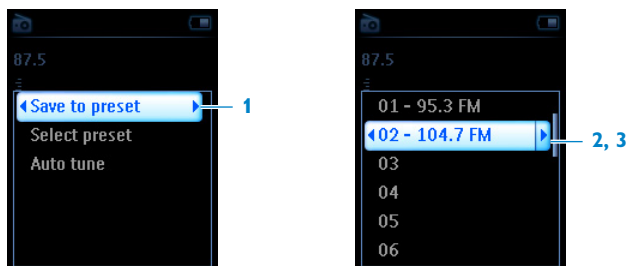 87.5
Save to preset
1
Select preset
Auto tune
87.5
01 - 95.3 FM
02 - 104.7 FM
2, 3
03
04
05
06